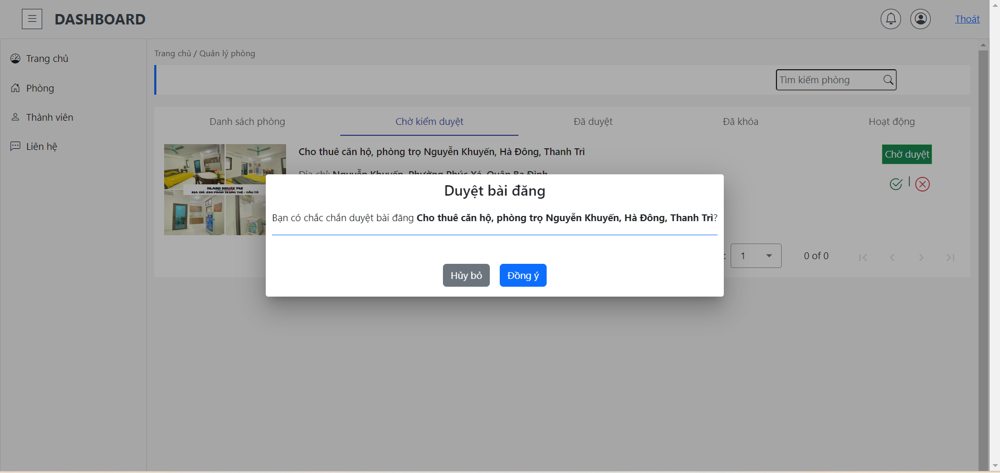 DASHBOARD
Thoát
Trang chủ
Phòng
Thành viên
Liên hệ
Trang chủ / Quản lý phòng
Tìm kiếm phòng
Danh sách phòng
Chờ kiểm duyệt
Đã duyệt
Đã khóa
Hoạt động
HLAND HOUSE 142
ĐỊA CHỈ: 250 PHAN TRỌNG TUỆ - CẦU TÓ
Cho thuê căn hộ, phòng trọ Nguyễn Khuyến, Hà Đông, Thanh Trì
Địa chỉ: Nguyễn Khuyến, Phường Phúc Xá, Quận Ba Đình
Chờ duyệt
|
Duyệt bài đăng
Bạn có chắc chắn duyệt bài đăng Cho thuê căn hộ, phòng trọ Nguyễn Khuyến, Hà Đông, Thanh Trì?
Hủy bỏ
Đồng ý
: 1
0 of 0